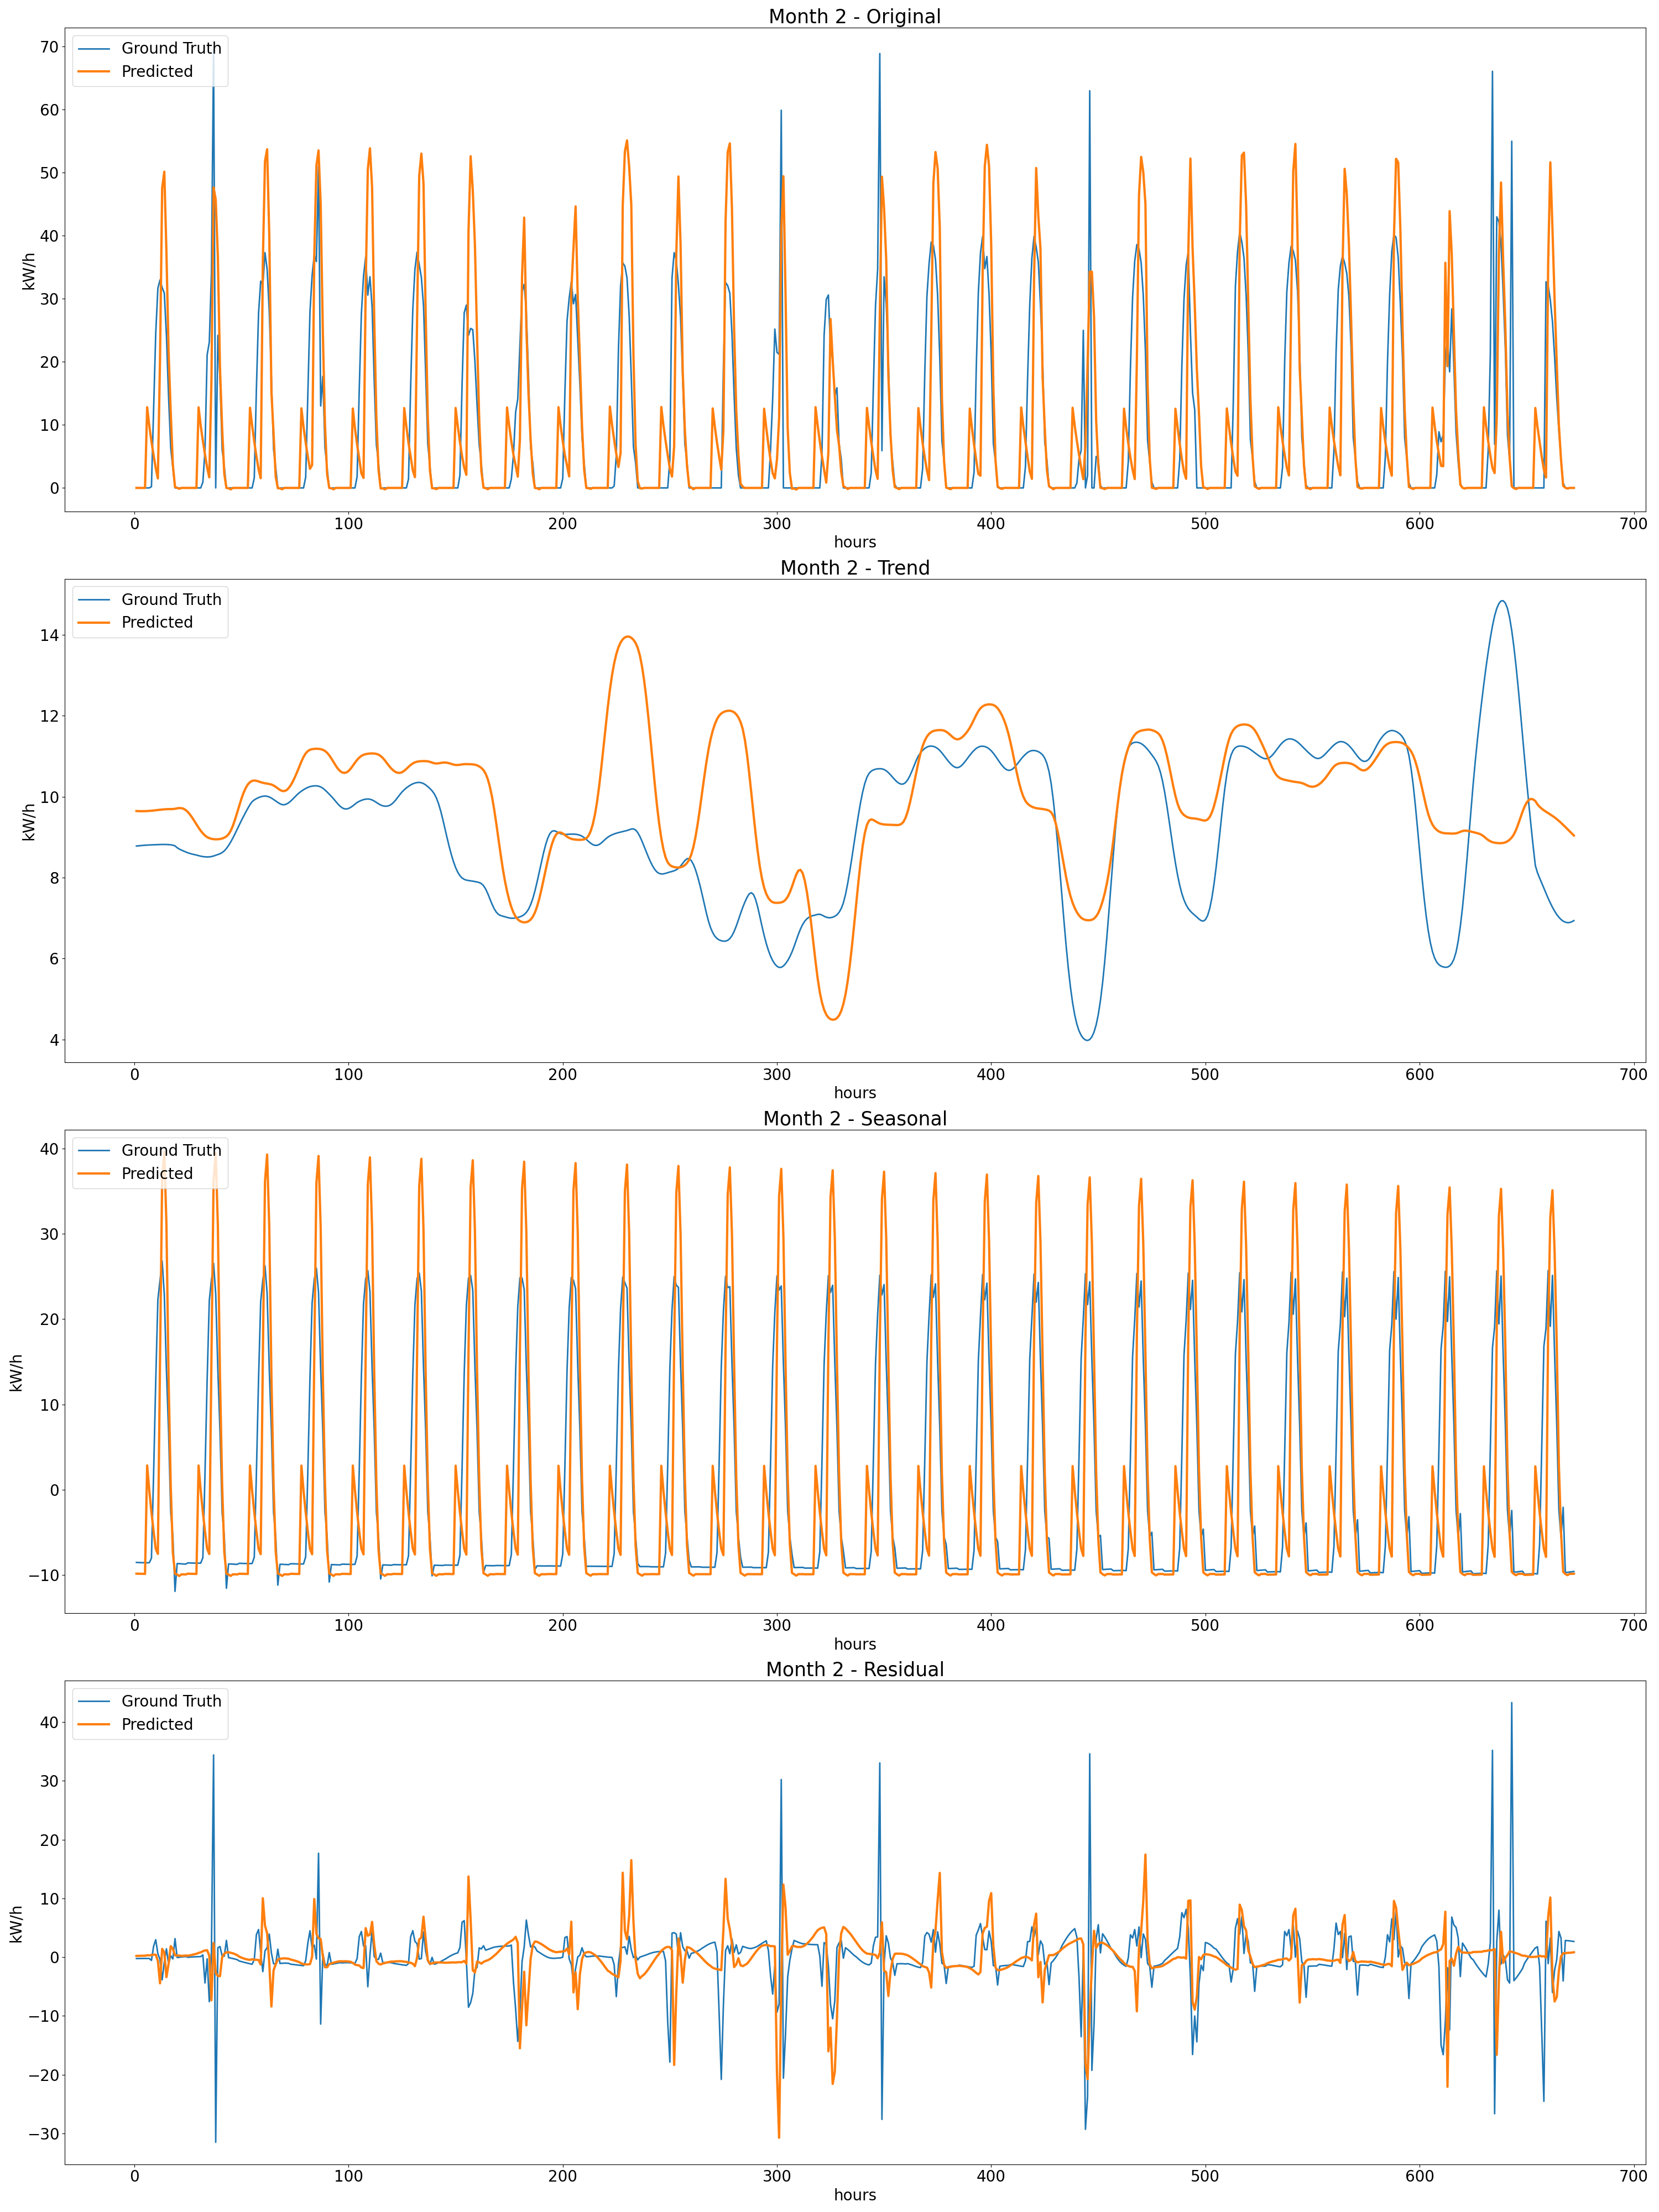 Month 2 - Original
Ground Truth
Predicted
kW/h
70
60
50
40
30
20
10
0
0 100 200 300 400 500 600 700
hours
Month 2 - Trend
Ground Truth
Predicted
kW/h
14
12
10
8
6
4
0 100 200 300 400 500 600 700
hours
Month 2 - Seasonal
Ground Truth
Predicted
kW/h
40
30
20
10
0
−10
0 100 200 300 400 500 600 700
hours
Month 2 - Residual
Ground Truth
Predicted
kW/h
40
30
20
10
0
−10
−20
−30
0 100 200 300 400 500 600 700
hours